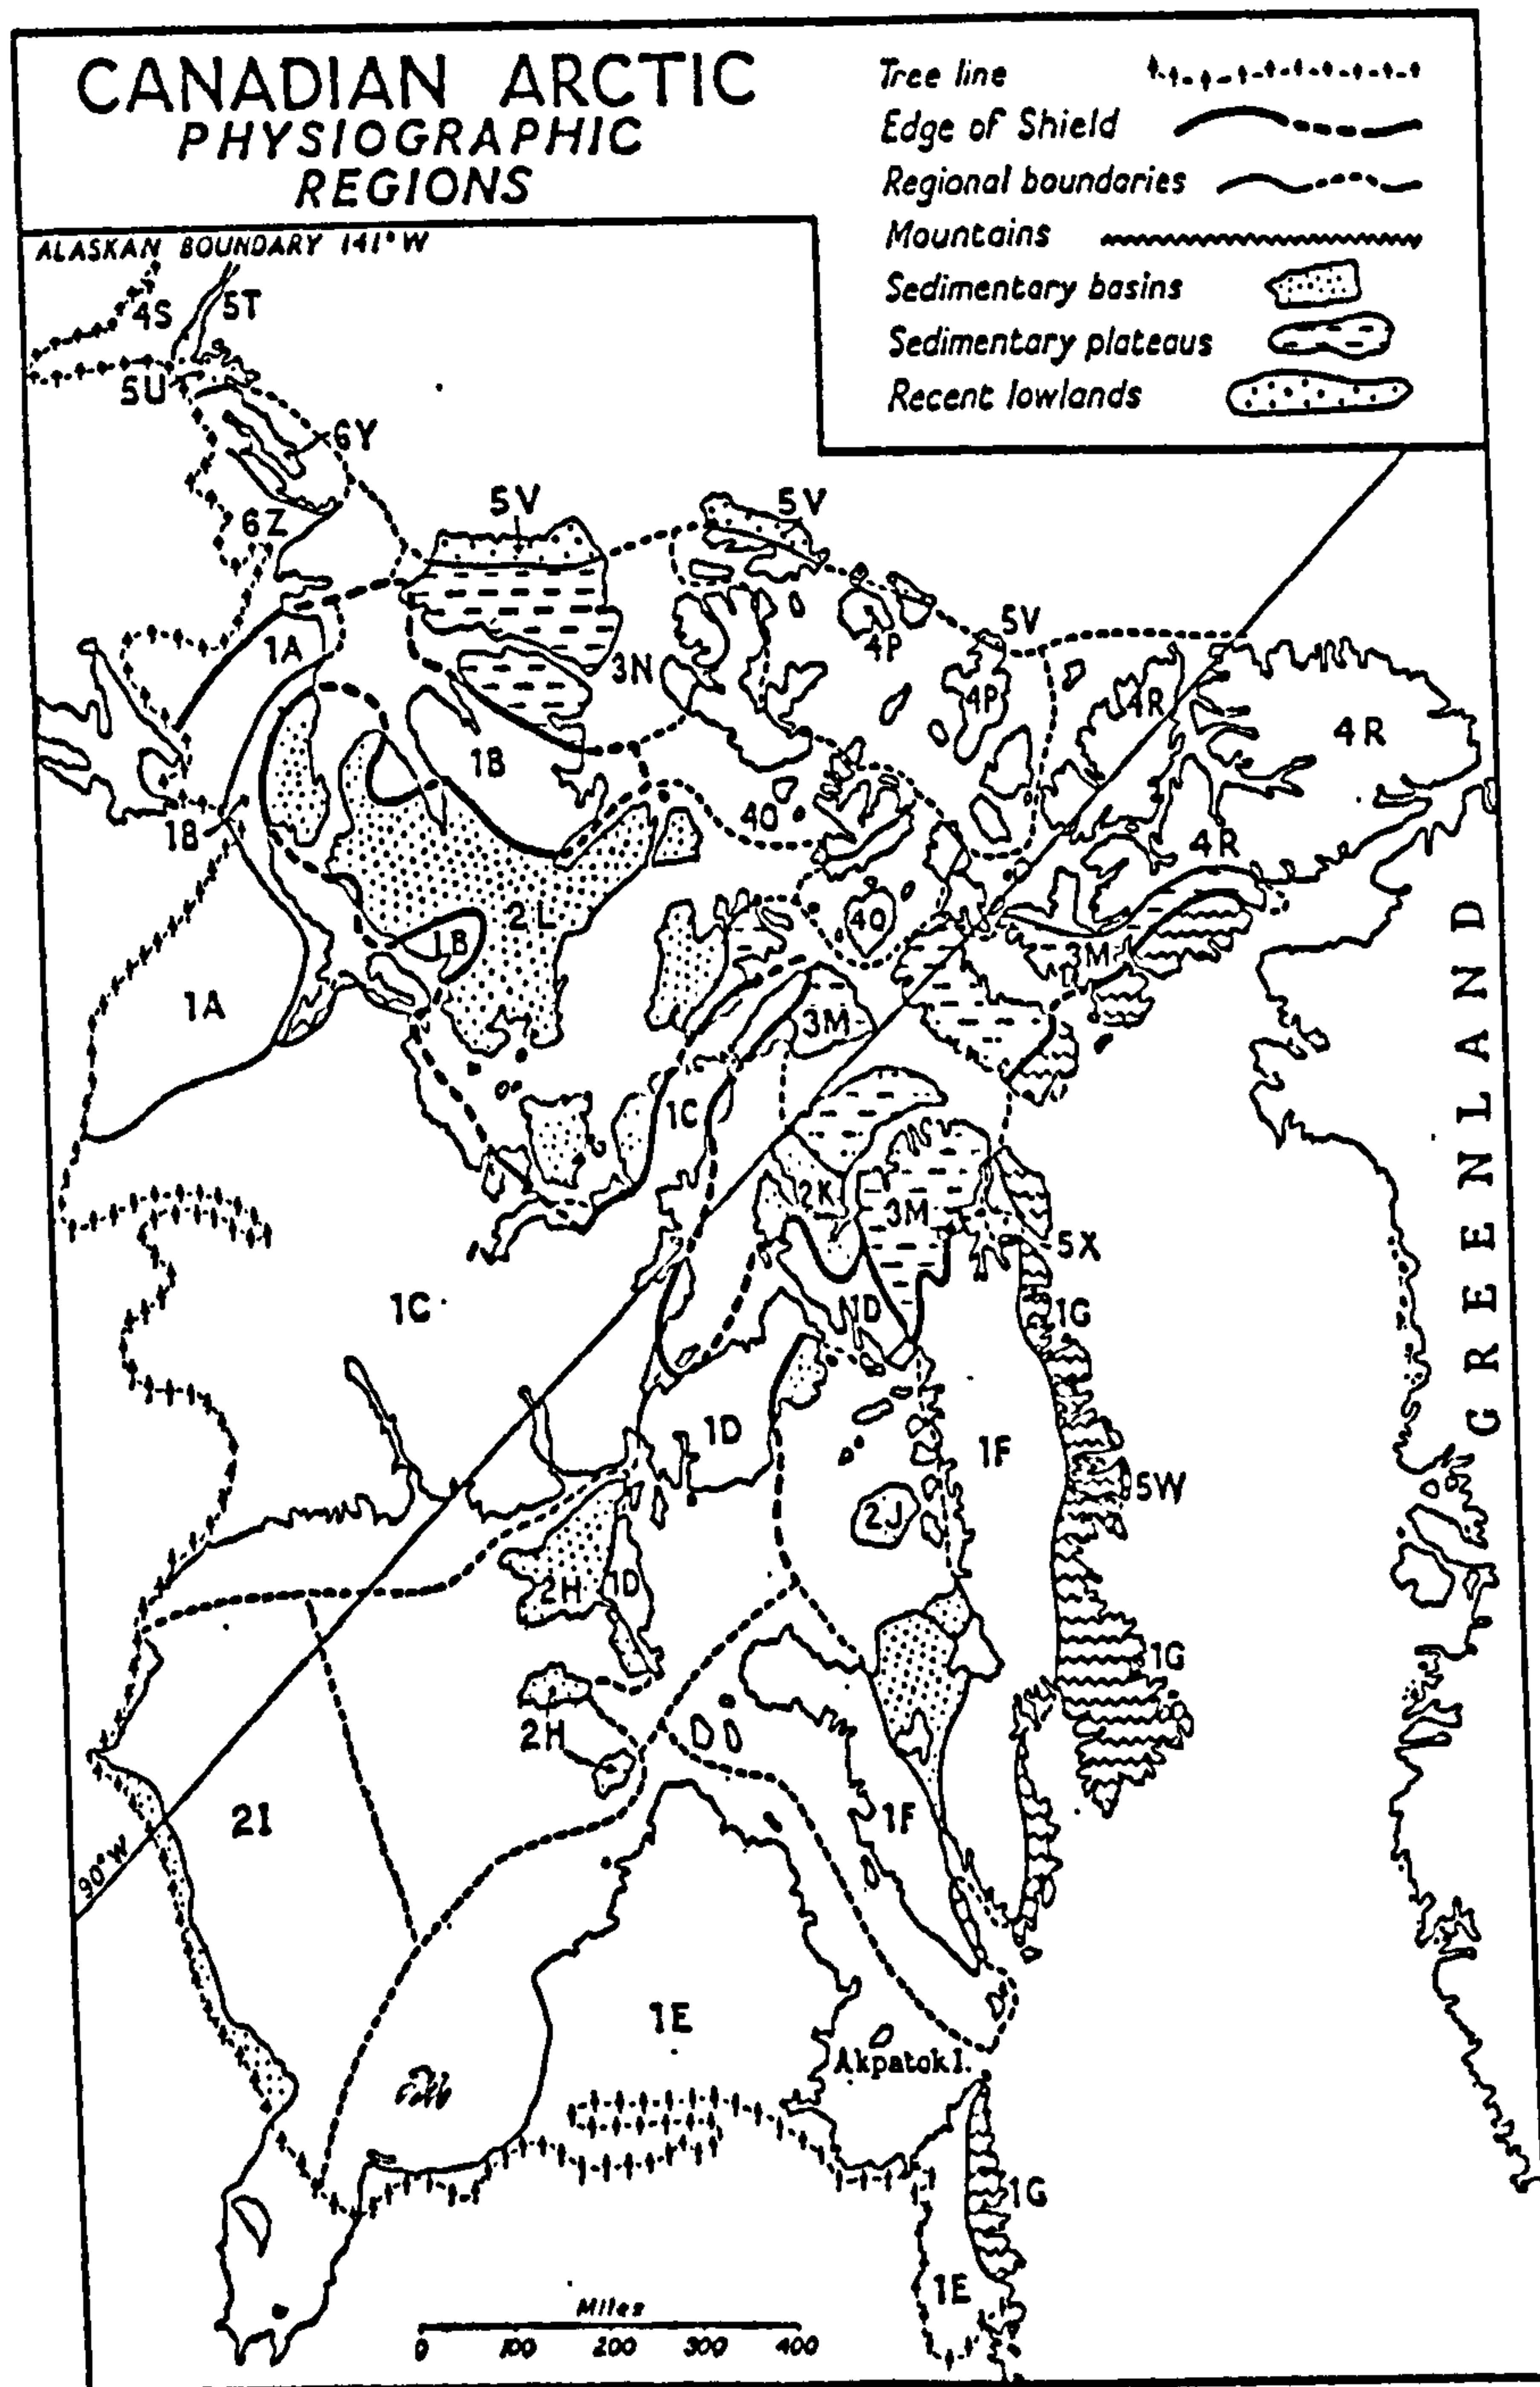 CANADIAN ARCTIC
PHYSIOGRAPHIC
REGIONS
Tree line
Edge of Shield
Regional boundaries
Mountains
Sedimentary basins
Sedimentary plateaus
Recent lowlands
ALASKAN BOUNDARY 141° W
4S
5T
5U
6Y
6Z
5V
5V
5V
1A
3N
4P
4P
4R
4R
4R
1B
1B
4O
4O
2L
1B
3M
1A
3M
1C
2K
3M
5X
1C
1G
1D
1D
1F
5W
2J
2H
1D
1G
2H
2I
1F
90° W
1E
Akpatok I.
1G
1E
GREENLAND
Miles
0 100 200 300 400